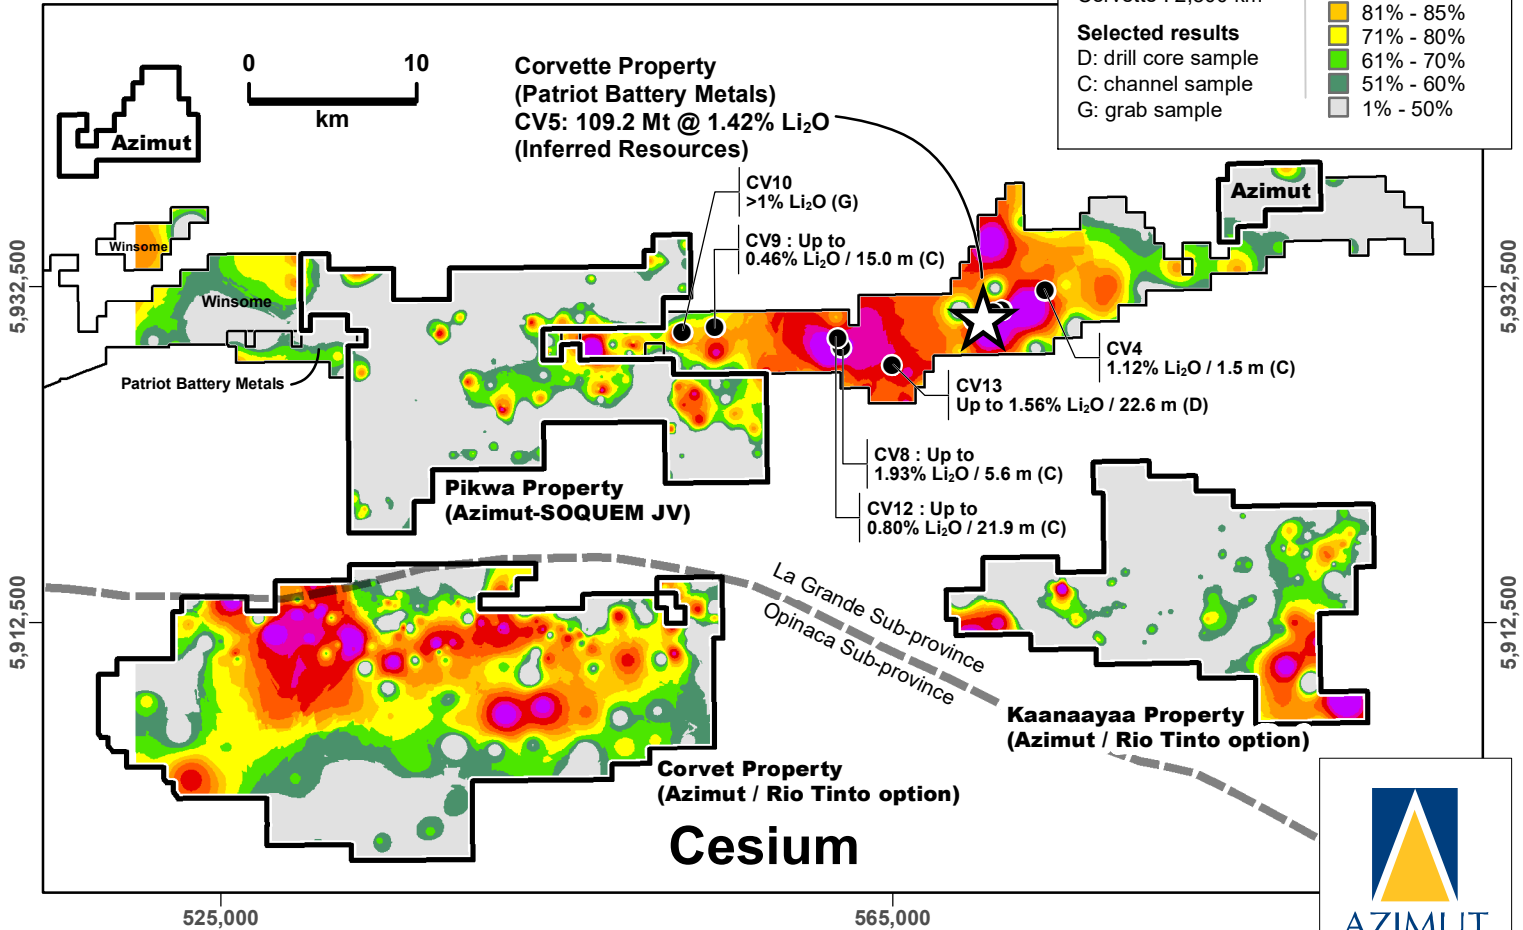 Selected results
D: drill core sample
C: channel sample
G: grab sample
81% - 85%
71% - 80%
61% - 70%
51% - 60%
1% - 50%
0 10
km
Azimut
Corvette Property
(Patriot Battery Metals)
CV5: 109.2 Mt @ 1.42% Li₂O
(Inferred Resources)
CV10
>1% Li₂O (G)
CV9 : Up to
0.46% Li₂O / 15.0 m (C)
Azimut
Winsome
Winsome
Patriot Battery Metals
5,932,500
5,932,500
CV4
1.12% Li₂O / 1.5 m (C)
CV13
Up to 1.56% Li₂O / 22.6 m (D)
CV8 : Up to
1.93% Li₂O / 5.6 m (C)
CV12 : Up to
0.80% Li₂O / 21.9 m (C)
Pikwa Property
(Azimut-SOQUEM JV)
La Grande Sub-province
Opinaca Sub-province
5,912,500
5,912,500
Kaanaayaa Property
(Azimut / Rio Tinto option)
Corvet Property
(Azimut / Rio Tinto option)
Cesium
AZIMUT
525,000
565,000